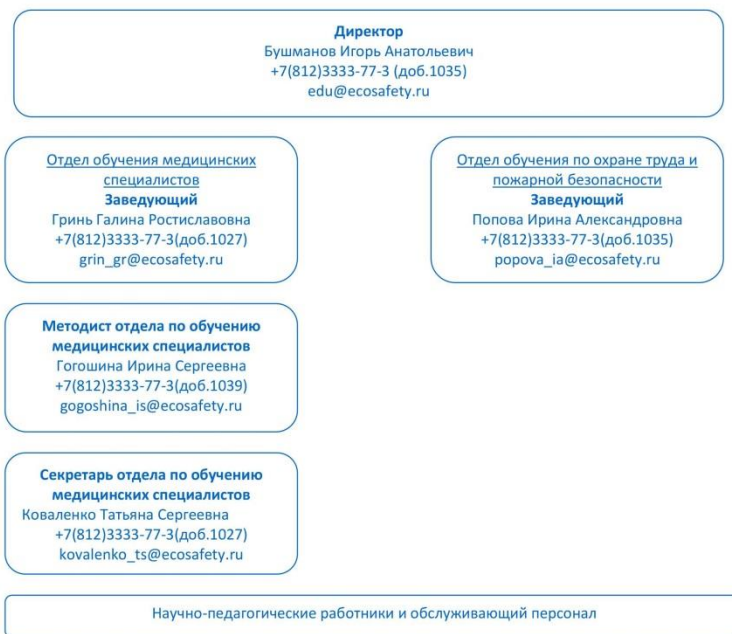 Директор
Бушманов Игорь Анатольевич
+7(812)3333-77-3 (доб.1035)
edu@ecosafety.ru
Отдел обучения медицинских
специалистов
Заведующий
Гринь Галина Ростиславовна
+7(812)3333-77-3(доб.1027)
grin_gr@ecosafety.ru
Отдел обучения по охране труда и
пожарной безопасности
Заведующий
Попова Ирина Александровна
+7(812)3333-77-3(доб.1035)
popova_ia@ecosafety.ru
Методист отдела по обучению
медицинских специалистов
Гогошина Ирина Сергеевна
+7(812)3333-77-3(доб.1039)
gogoshina_is@ecosafety.ru
Секретарь отдела по обучению
медицинских специалистов
Коваленко Татьяна Сергеевна
+7(812)3333-77-3(доб.1027)
kovalenko_ts@ecosafety.ru
Научно-педагогические работники и обслуживающий персонал